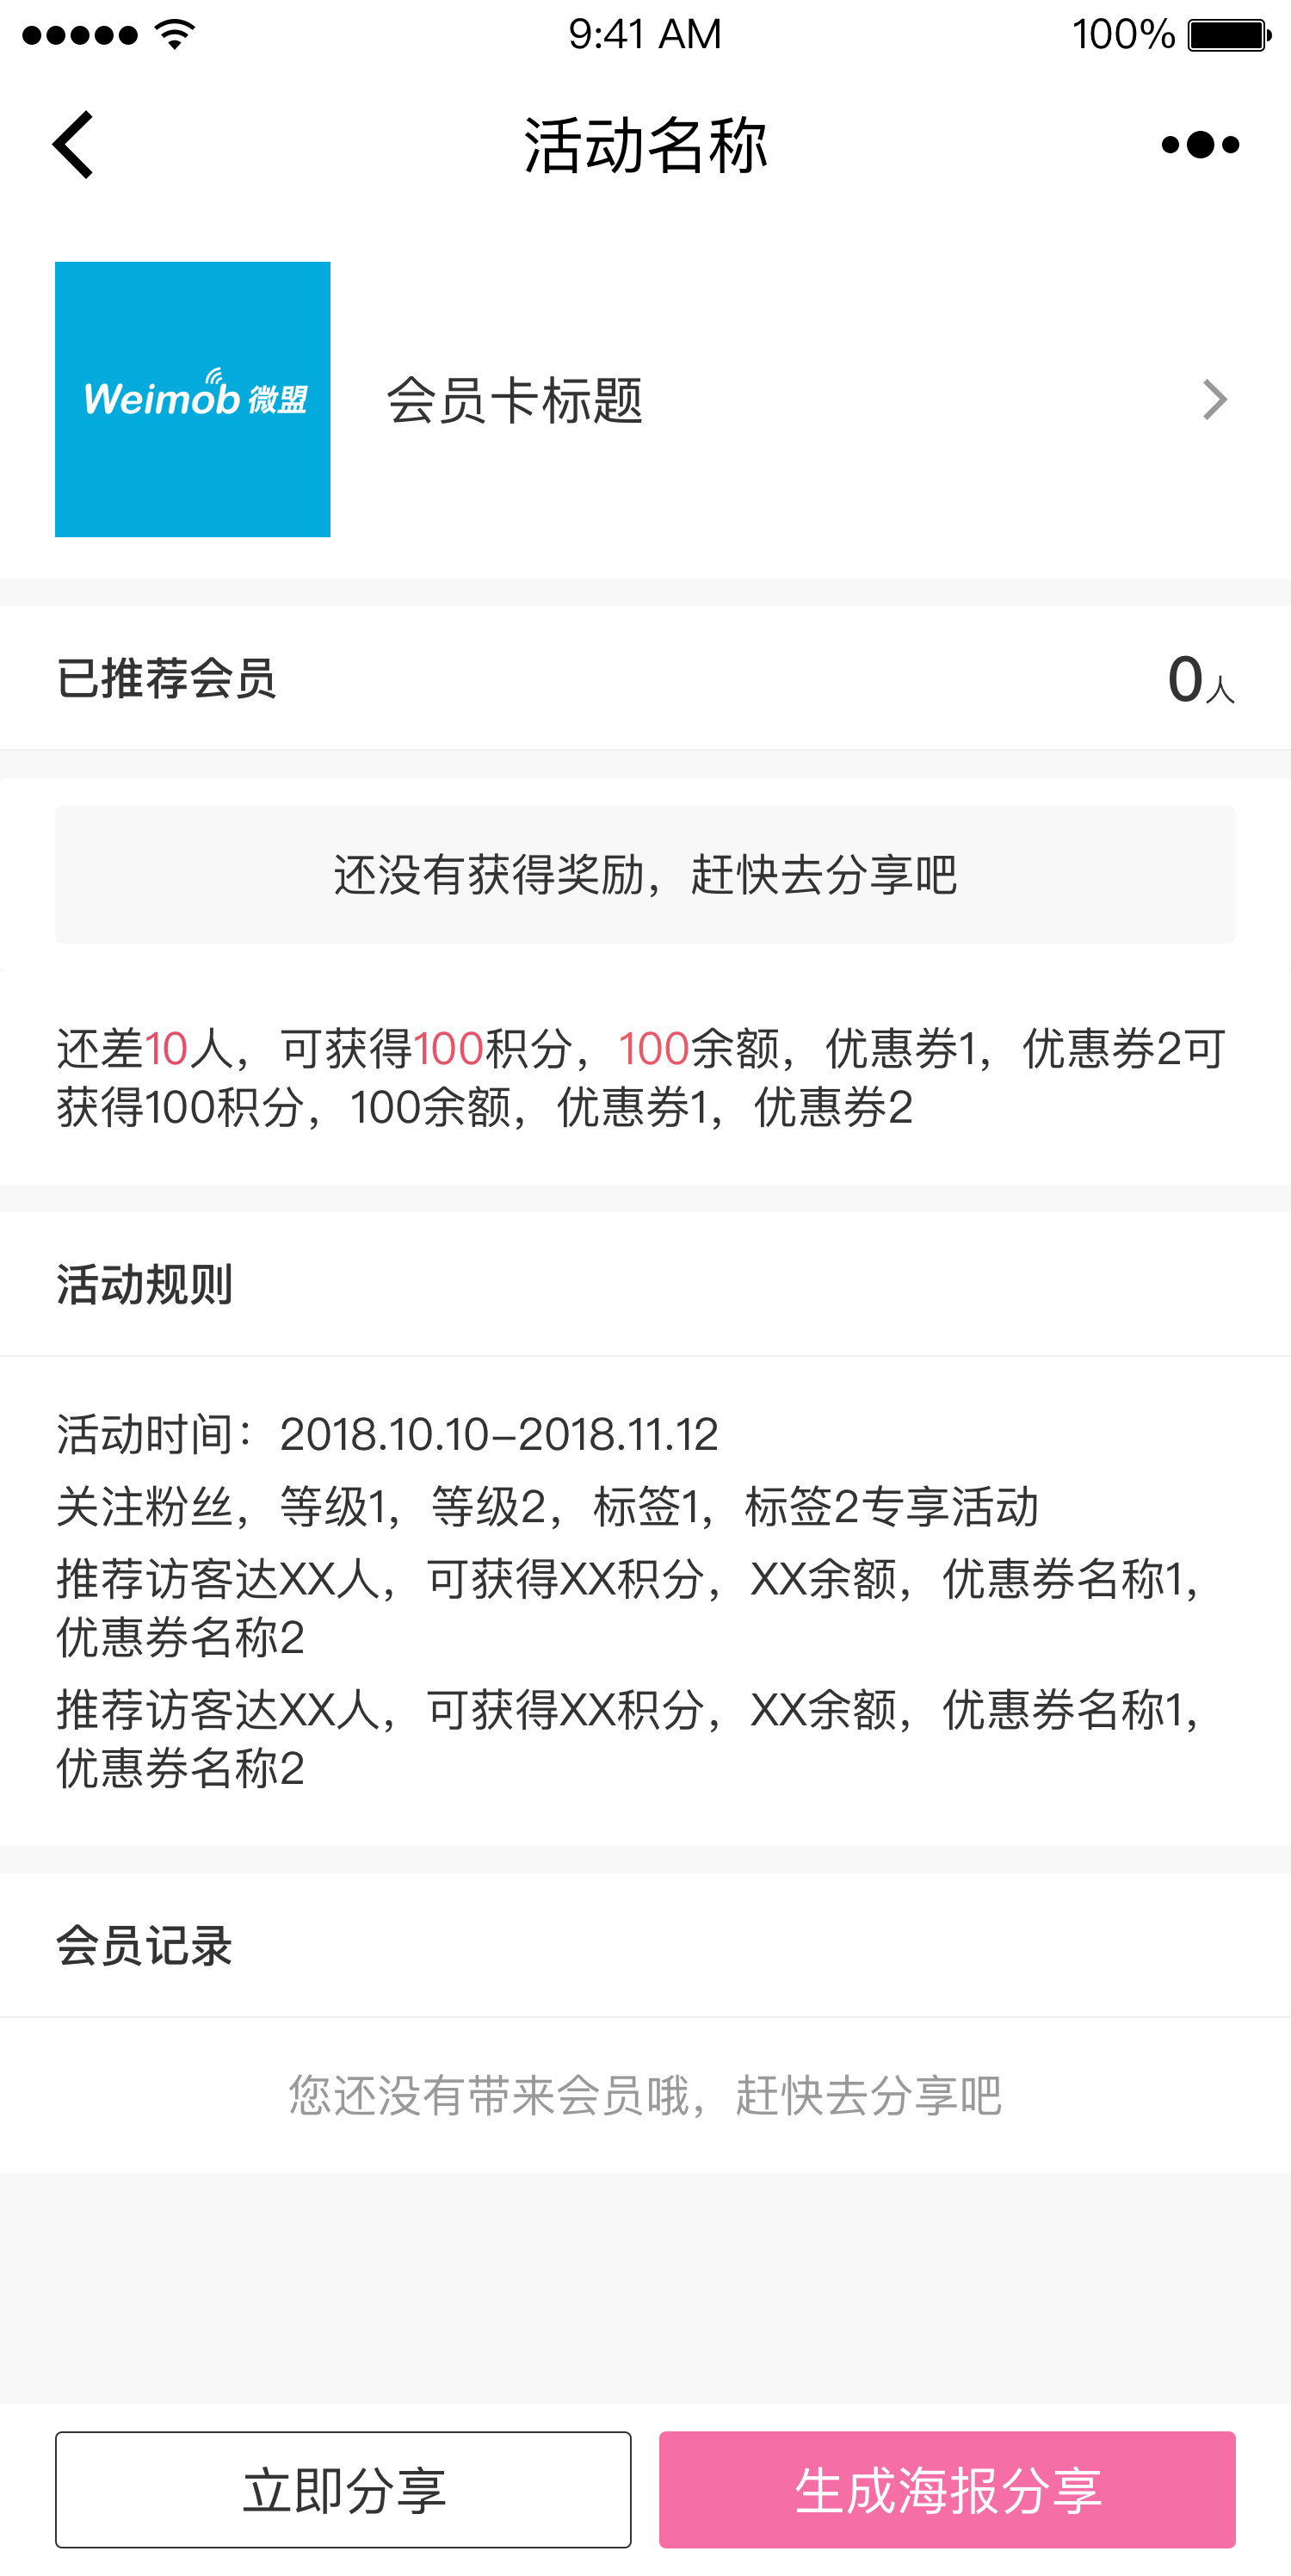 9:41 AM
100%
活动名称
Weimob 微盟
会员卡标题
已推荐会员
0人
还没有获得奖励，赶快去分享吧
还差10人，可获得100积分，100余额，优惠券1，优惠券2可
获得100积分，100余额，优惠券1，优惠券2
活动规则
活动时间：2018.10.10-2018.11.12
关注粉丝，等级1，等级2，标签1，标签2专享活动
推荐访客达XX人，可获得XX积分，XX余额，优惠券名称1，
优惠券名称2
推荐访客达XX人，可获得XX积分，XX余额，优惠券名称1，
优惠券名称2
会员记录
您还没有带来会员哦，赶快去分享吧
立即分享
生成海报分享